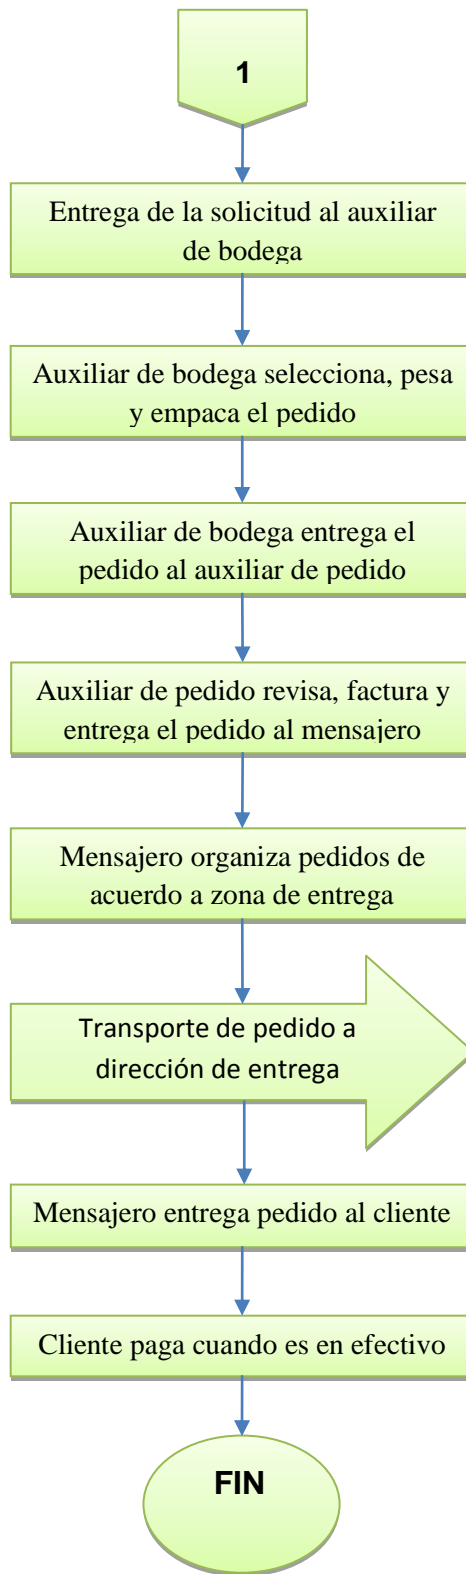 1
Entrega de la solicitud al auxiliar
de bodega
Auxiliar de bodega selecciona, pesa
y empaca el pedido
Auxiliar de bodega entrega el
pedido al auxiliar de pedido
Auxiliar de pedido revisa, factura y
entrega el pedido al mensajero
Mensajero organiza pedidos de
acuerdo a zona de entrega
Transporte de pedido a
dirección de entrega
Mensajero entrega pedido al cliente
Cliente paga cuando es en efectivo
FIN